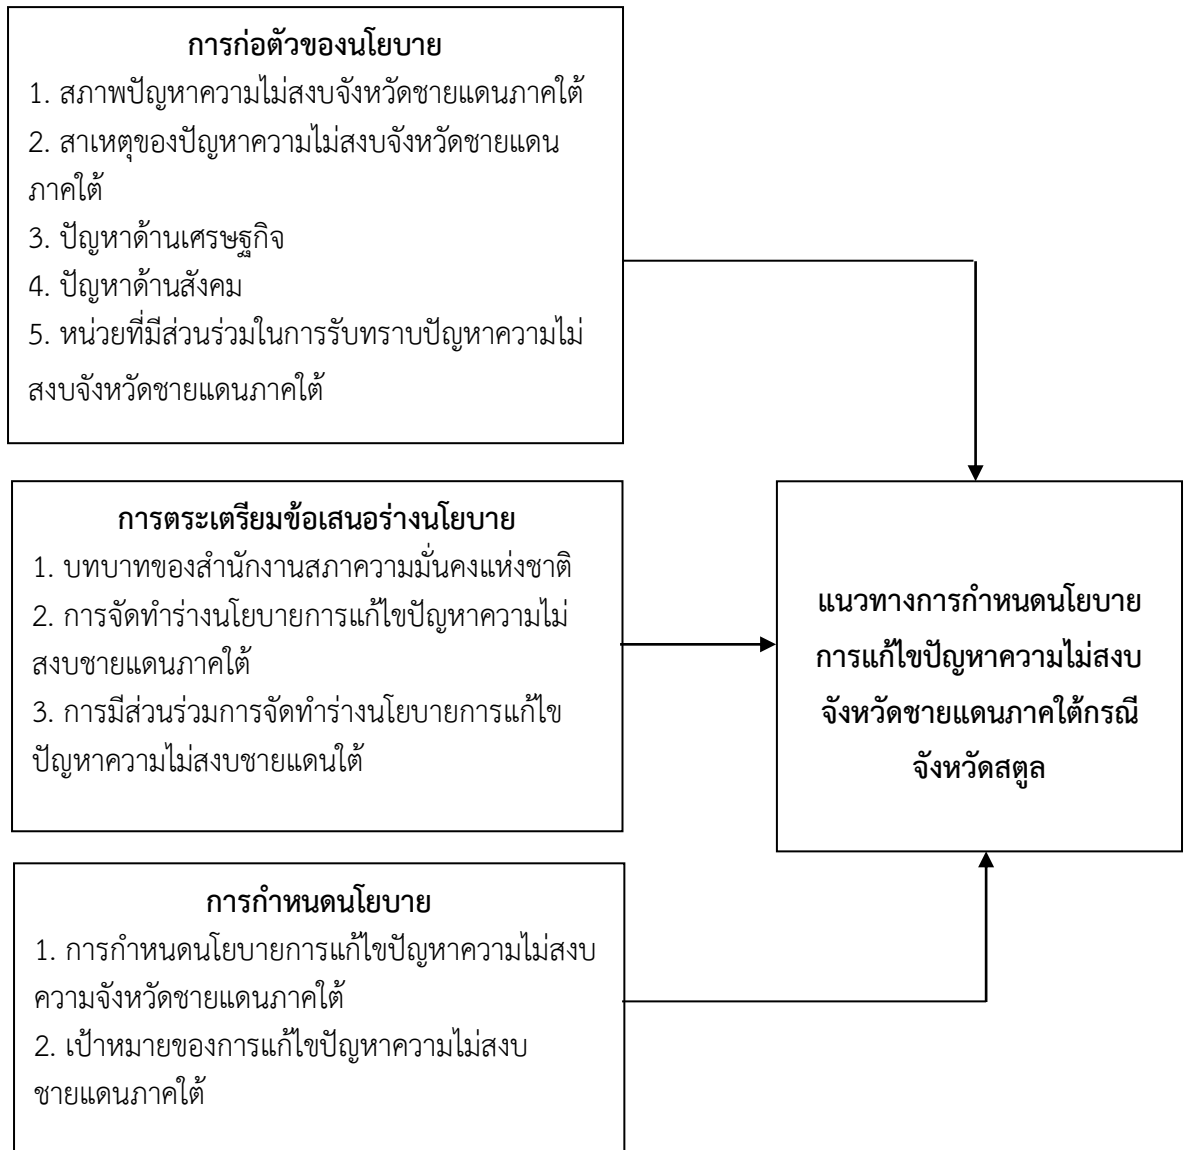 การก่อตัวของนโยบาย
1. สภาพปัญหาความไม่สงบจังหวัดชายแดนภาคใต้
2. สาเหตุของปัญหาความไม่สงบจังหวัดชายแดน
ภาคใต้
3. ปัญหาด้านเศรษฐกิจ
4. ปัญหาด้านสังคม
5. หน่วยที่มีส่วนร่วมในการรับทราบปัญหาความไม่
สงบจังหวัดชายแดนภาคใต้
การตระเตรียมข้อเสนอร่างนโยบาย
1. บทบาทของสำนักงานสภาความมั่นคงแห่งชาติ
2. การจัดทำร่างนโยบายการแก้ไขปัญหาความไม่
สงบชายแดนภาคใต้
3. การมีส่วนร่วมการจัดทำร่างนโยบายการแก้ไข
ปัญหาความไม่สงบชายแดนใต้
แนวทางการกำหนดนโยบาย
การแก้ไขปัญหาความไม่สงบ
จังหวัดชายแดนภาคใต้กรณี
จังหวัดสตูล
การกำหนดนโยบาย
1. การกำหนดนโยบายการแก้ไขปัญหาความไม่สงบ
ความจังหวัดชายแดนภาคใต้
2. เป้าหมายของการแก้ไขปัญหาความไม่สงบ
ชายแดนภาคใต้